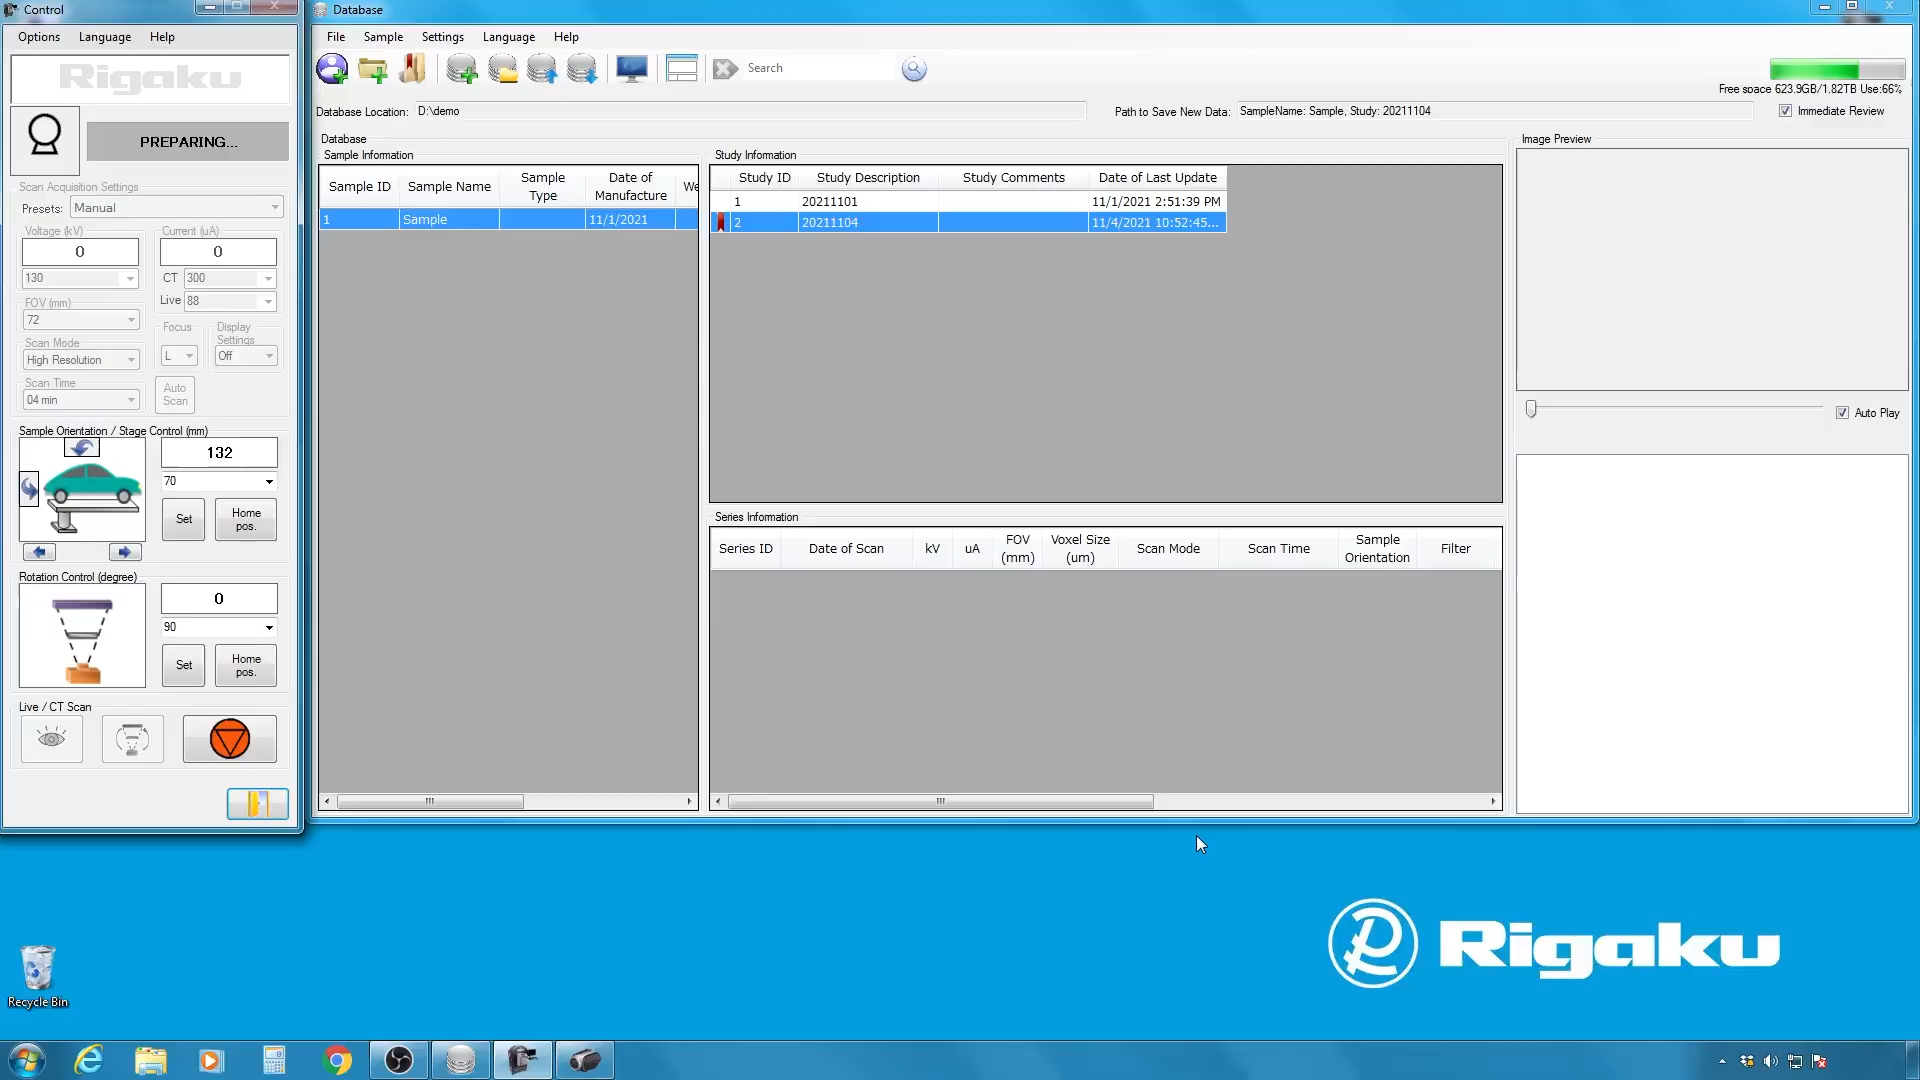 Control
Options Language Help
Rigaku
PREPARING...
Scan Acquisition Settings
Presets: Manual
Voltage (kV) Current (uA)
0 0
130 CT 300
Live 88
FOV (mm)
72
Focus Display Settings
Scan Mode
High Resolution L Off
Scan Time
04 min Auto Scan
Sample Orientation / Stage Control (mm)
132
70
Set Home pos.
Rotation Control (degree)
0
90
Set Home pos.
Live / CT Scan
Database
File Sample Settings Language Help
Search
Free space 623.9GB/1.82TB Use:66%
Database Location: D:\demo Path to Save New Data: SampleName: Sample, Study: 20211104 Immediate Review
Database
Sample Information
Sample ID Sample Name Sample Type Date of Manufacture We
1 Sample 11/1/2021
Study Information
Study ID Study Description Study Comments Date of Last Update
1 20211101 11/1/2021 2:51:39 PM
2 20211104 11/4/2021 10:52:45...
Series Information
Series ID Date of Scan kV uA FOV (mm) Voxel Size (um) Scan Mode Scan Time Sample Orientation Filter
Image Preview
Auto Play
Rigaku
Recycle Bin